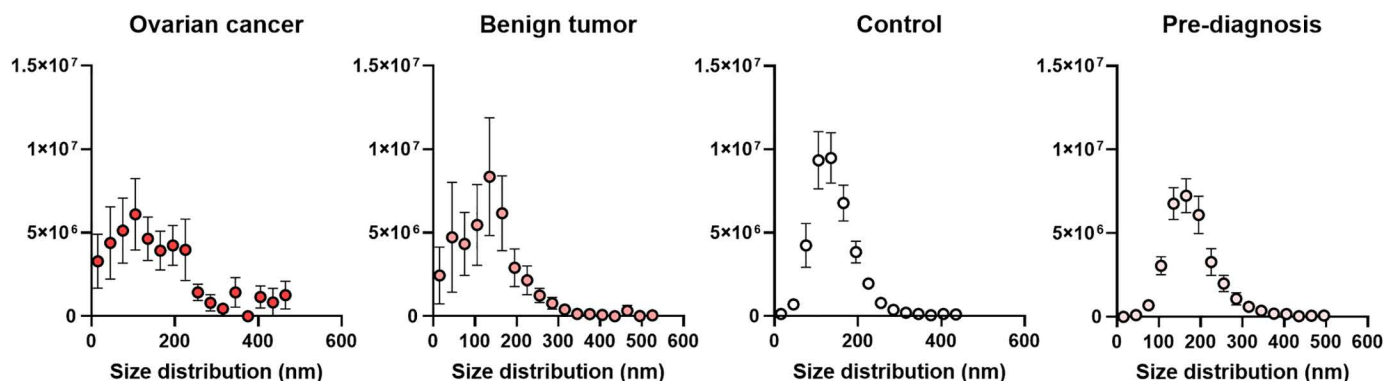 Ovarian cancer
1.5×10⁷
1×10⁷
5×10⁶
0
0 200 400 600
Size distribution (nm)
Benign tumor
1.5×10⁷
1×10⁷
5×10⁶
0
0 100 200 300 400 500 600
Size distribution (nm)
Control
1.5×10⁷
1×10⁷
5×10⁶
0
0 200 400 600
Size distribution (nm)
Pre-diagnosis
1.5×10⁷
1×10⁷
5×10⁶
0
0 100 200 300 400 500 600
Size distribution (nm)